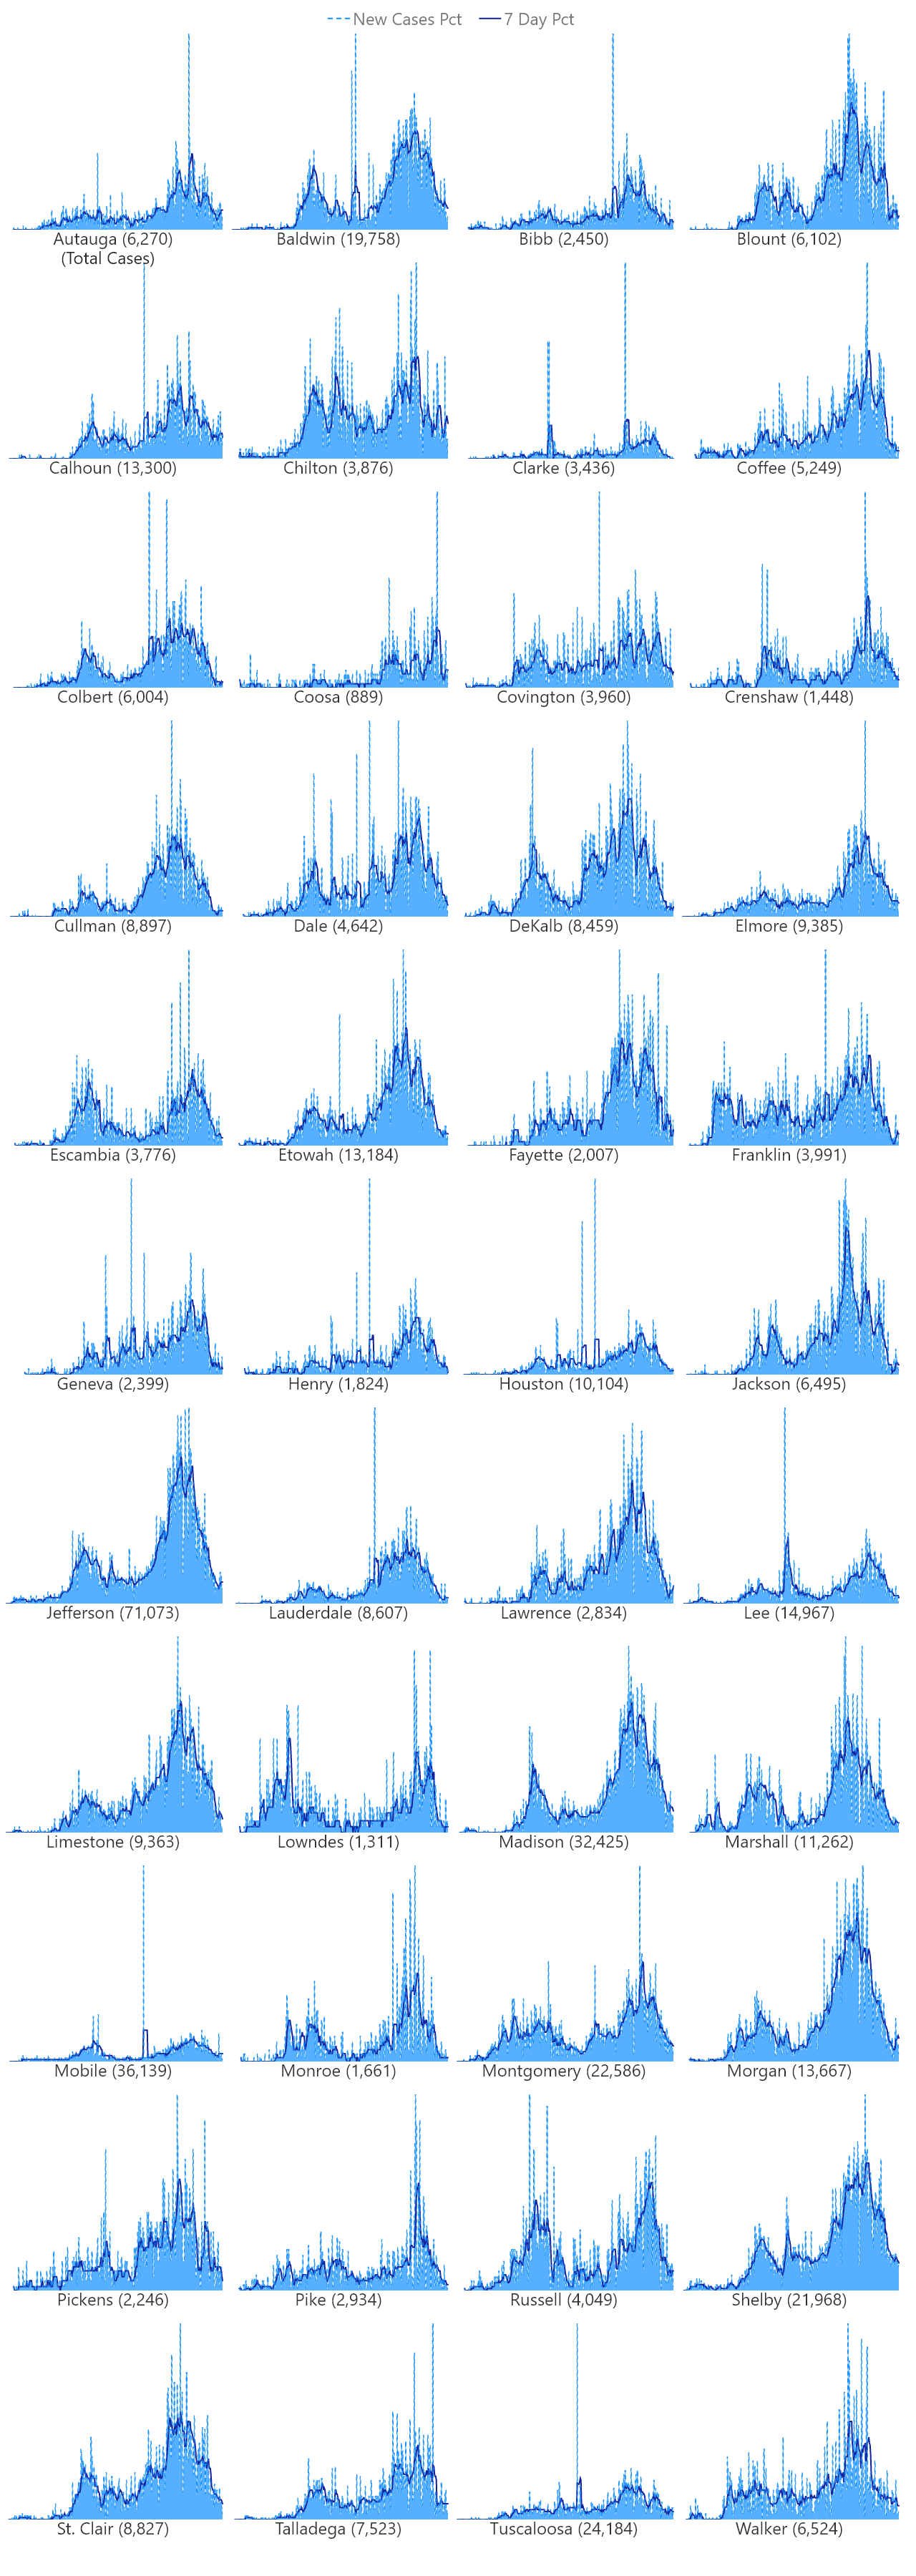 New Cases Pct 7 Day Pct
Autauga (6,270) Baldwin (19,758) Bibb (2,450) Blount (6,102)
(Total Cases)
Calhoun (13,300) Chilton (3,876) Clarke (3,436) Coffee (5,249)
Colbert (6,004) Coosa (889) Covington (3,960) Crenshaw (1,448)
Cullman (8,897) Dale (4,642) DeKalb (8,459) Elmore (9,385)
Escambia (3,776) Etowah (13,184) Fayette (2,007) Franklin (3,991)
Geneva (2,399) Henry (1,824) Houston (10,104) Jackson (6,495)
Jefferson (71,073) Lauderdale (8,607) Lawrence (2,834) Lee (14,967)
Limestone (9,363) Lowndes (1,311) Madison (32,425) Marshall (11,262)
Mobile (36,139) Monroe (1,661) Montgomery (22,586) Morgan (13,667)
Pickens (2,246) Pike (2,934) Russell (4,049) Shelby (21,968)
St. Clair (8,827) Talladega (7,523) Tuscaloosa (24,184) Walker (6,524)